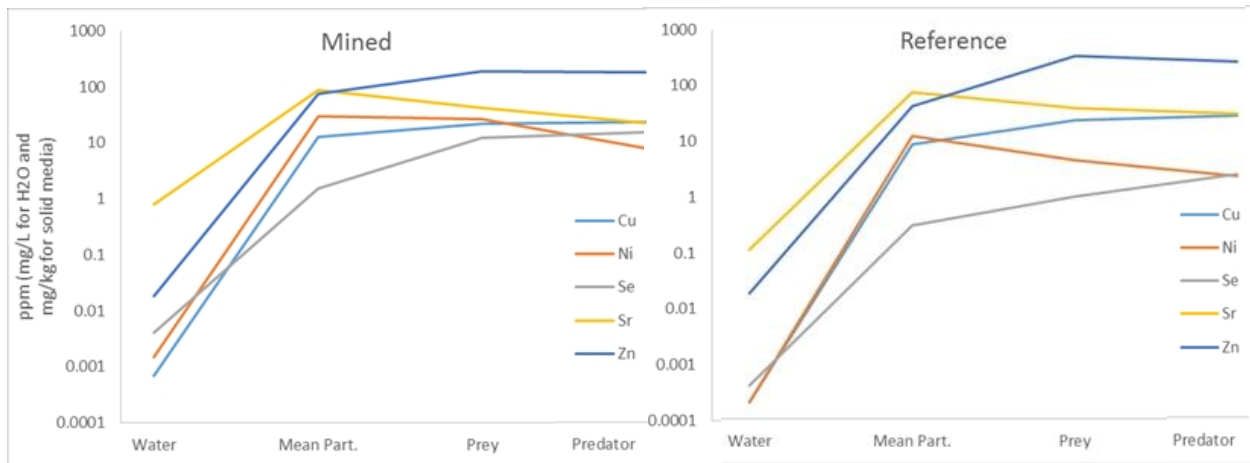 Mined
ppm (mg/L for H2O and
mg/kgfor solid media)
1000
100
10
1
0.1
0.01
0.001
0.0001
Cu
Ni
Se
Sr
Zn
Water
Mean Part.
Prey
Predator
Reference
1000
100
10
1
0.1
0.01
0.001
0.0001
Cu
Ni
Se
Sr
Zn
Water
Mean Part.
Prey
Predator